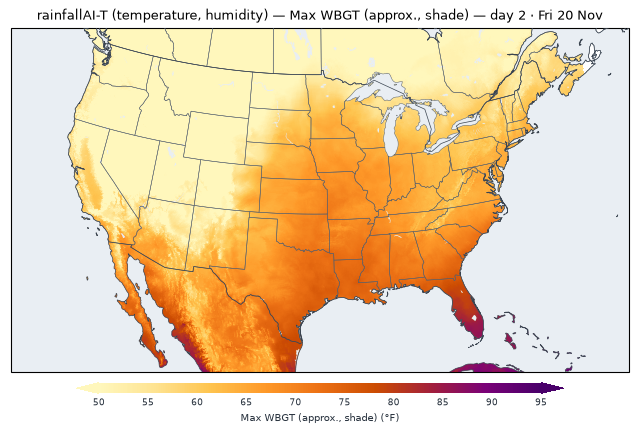 rainfallAI-T (temperature, humidity) — Max WBGT (approx., shade) — day 2 · Fri 20 Nov
50 55 60 65 70 75 80 85 90 95
Max WBGT (approx., shade) (°F)